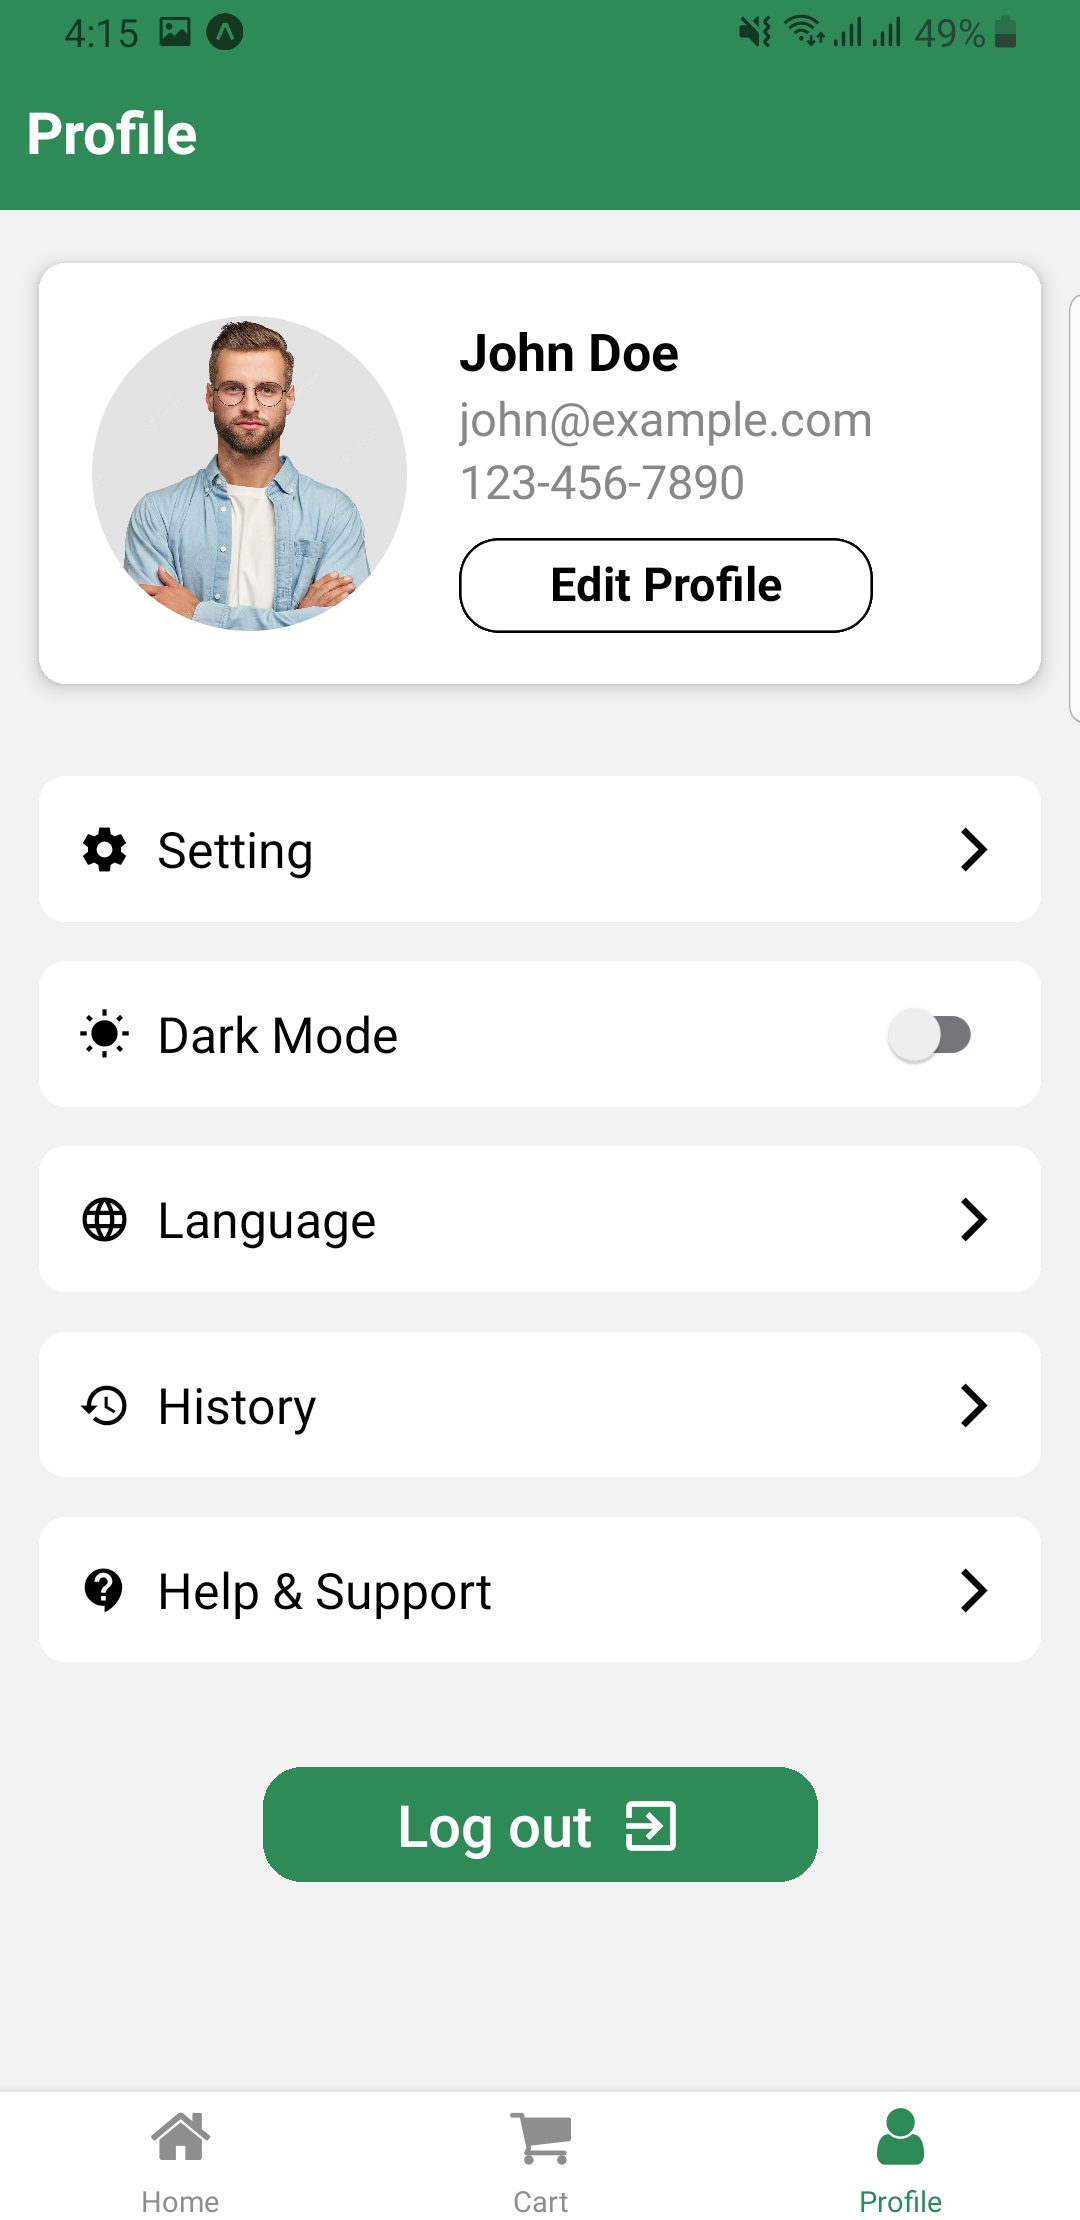 4:15 49%
Profile
John Doe
john@example.com
123-456-7890
Edit Profile
Setting
Dark Mode
Language
History
Help & Support
Log out
Home Cart Profile